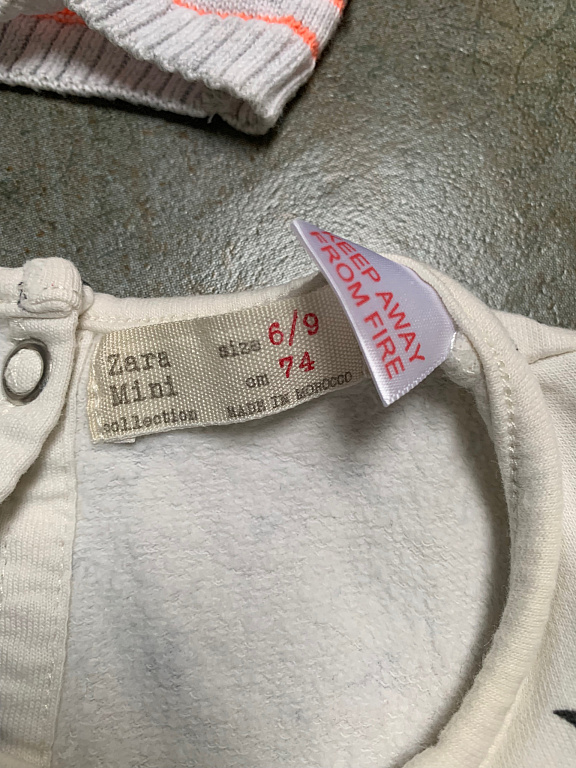 Zara
Mini
collection
size 6/9
cm 74
MADE IN MOROCCO
KEEP AWAY
FROM FIRE